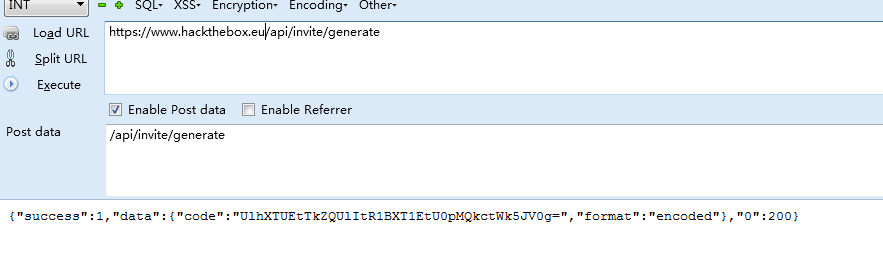 INT SQL- XSS- Encryption- Encoding- Other-
Load URL https://www.hackthebox.eu/api/invite/generate
Split URL
Execute
Enable Post data Enable Referrer
Post data /api/invite/generate
{"success":1,"data":{"code":"UlhXTUEtTkZQUlItR1BXT1EtU0pMQkctWk5JV0g=","format":"encoded"},"0":200}